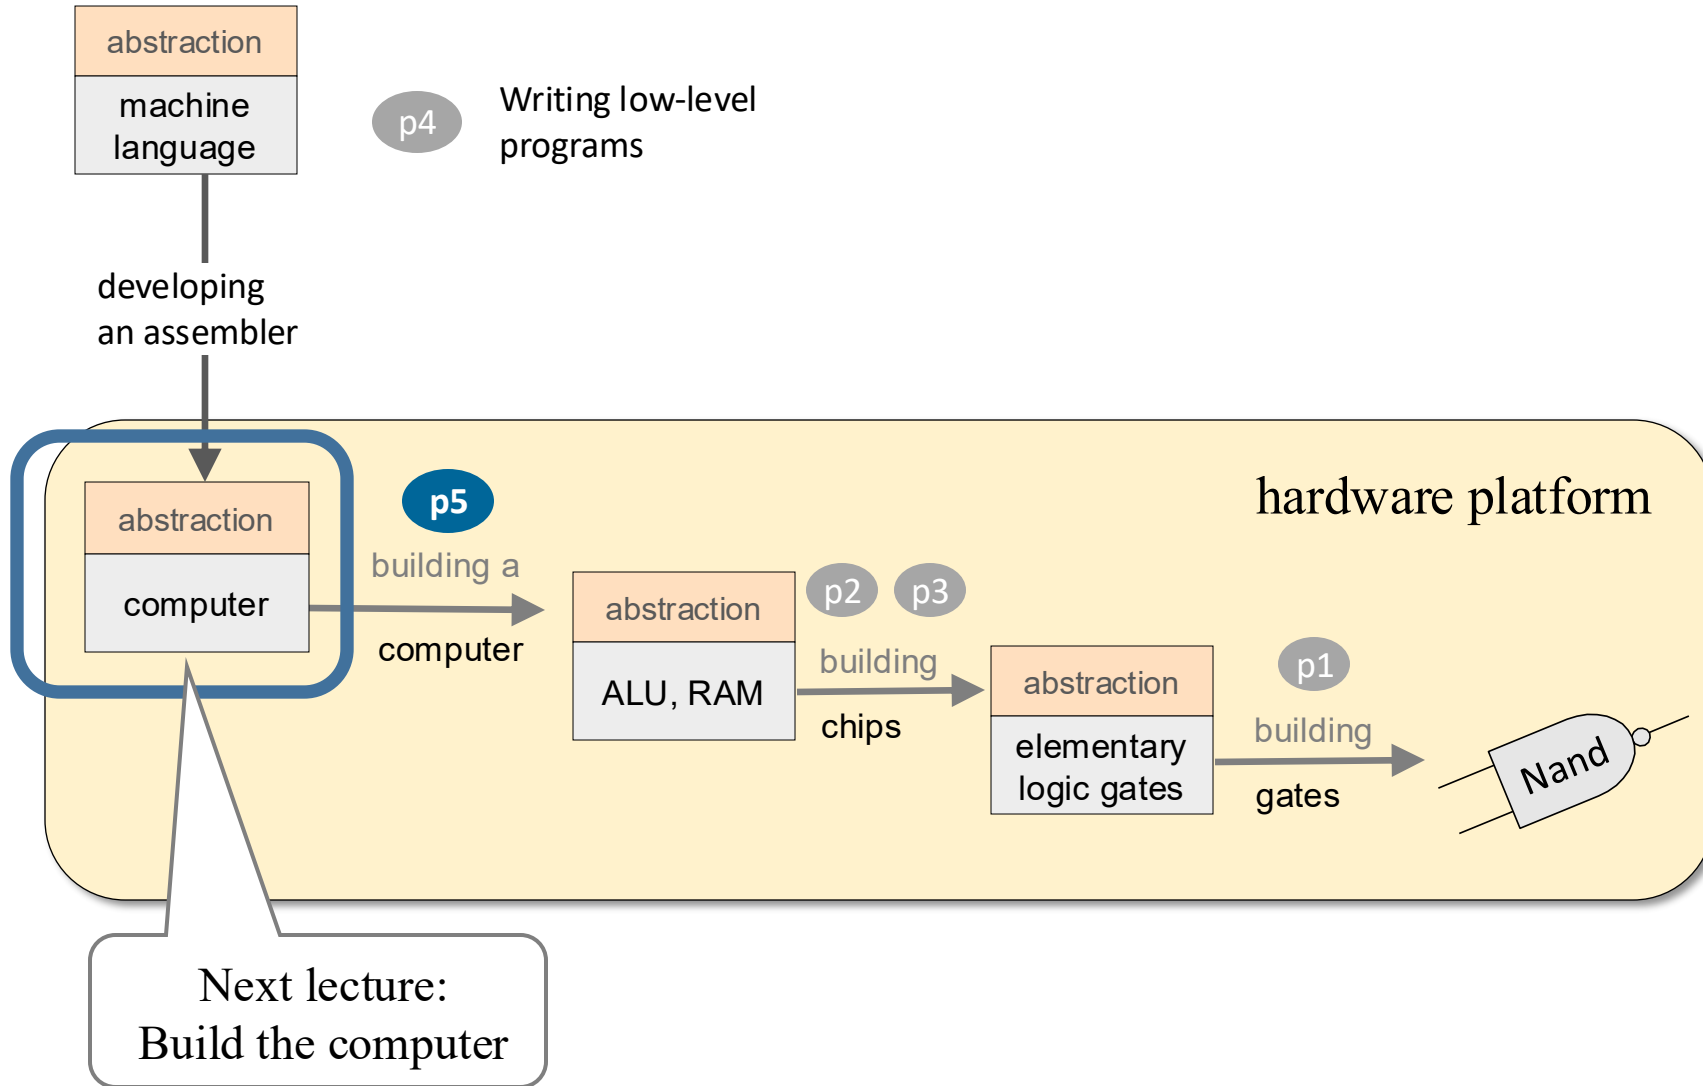 abstraction
machine
language
p4
Writing low-level
programs
developing
an assembler
hardware platform
abstraction
computer
p5
building a
computer
abstraction
ALU, RAM
p2
p3
building
chips
abstraction
elementary
logic gates
p1
building
gates
Nand
Next lecture:
Build the computer